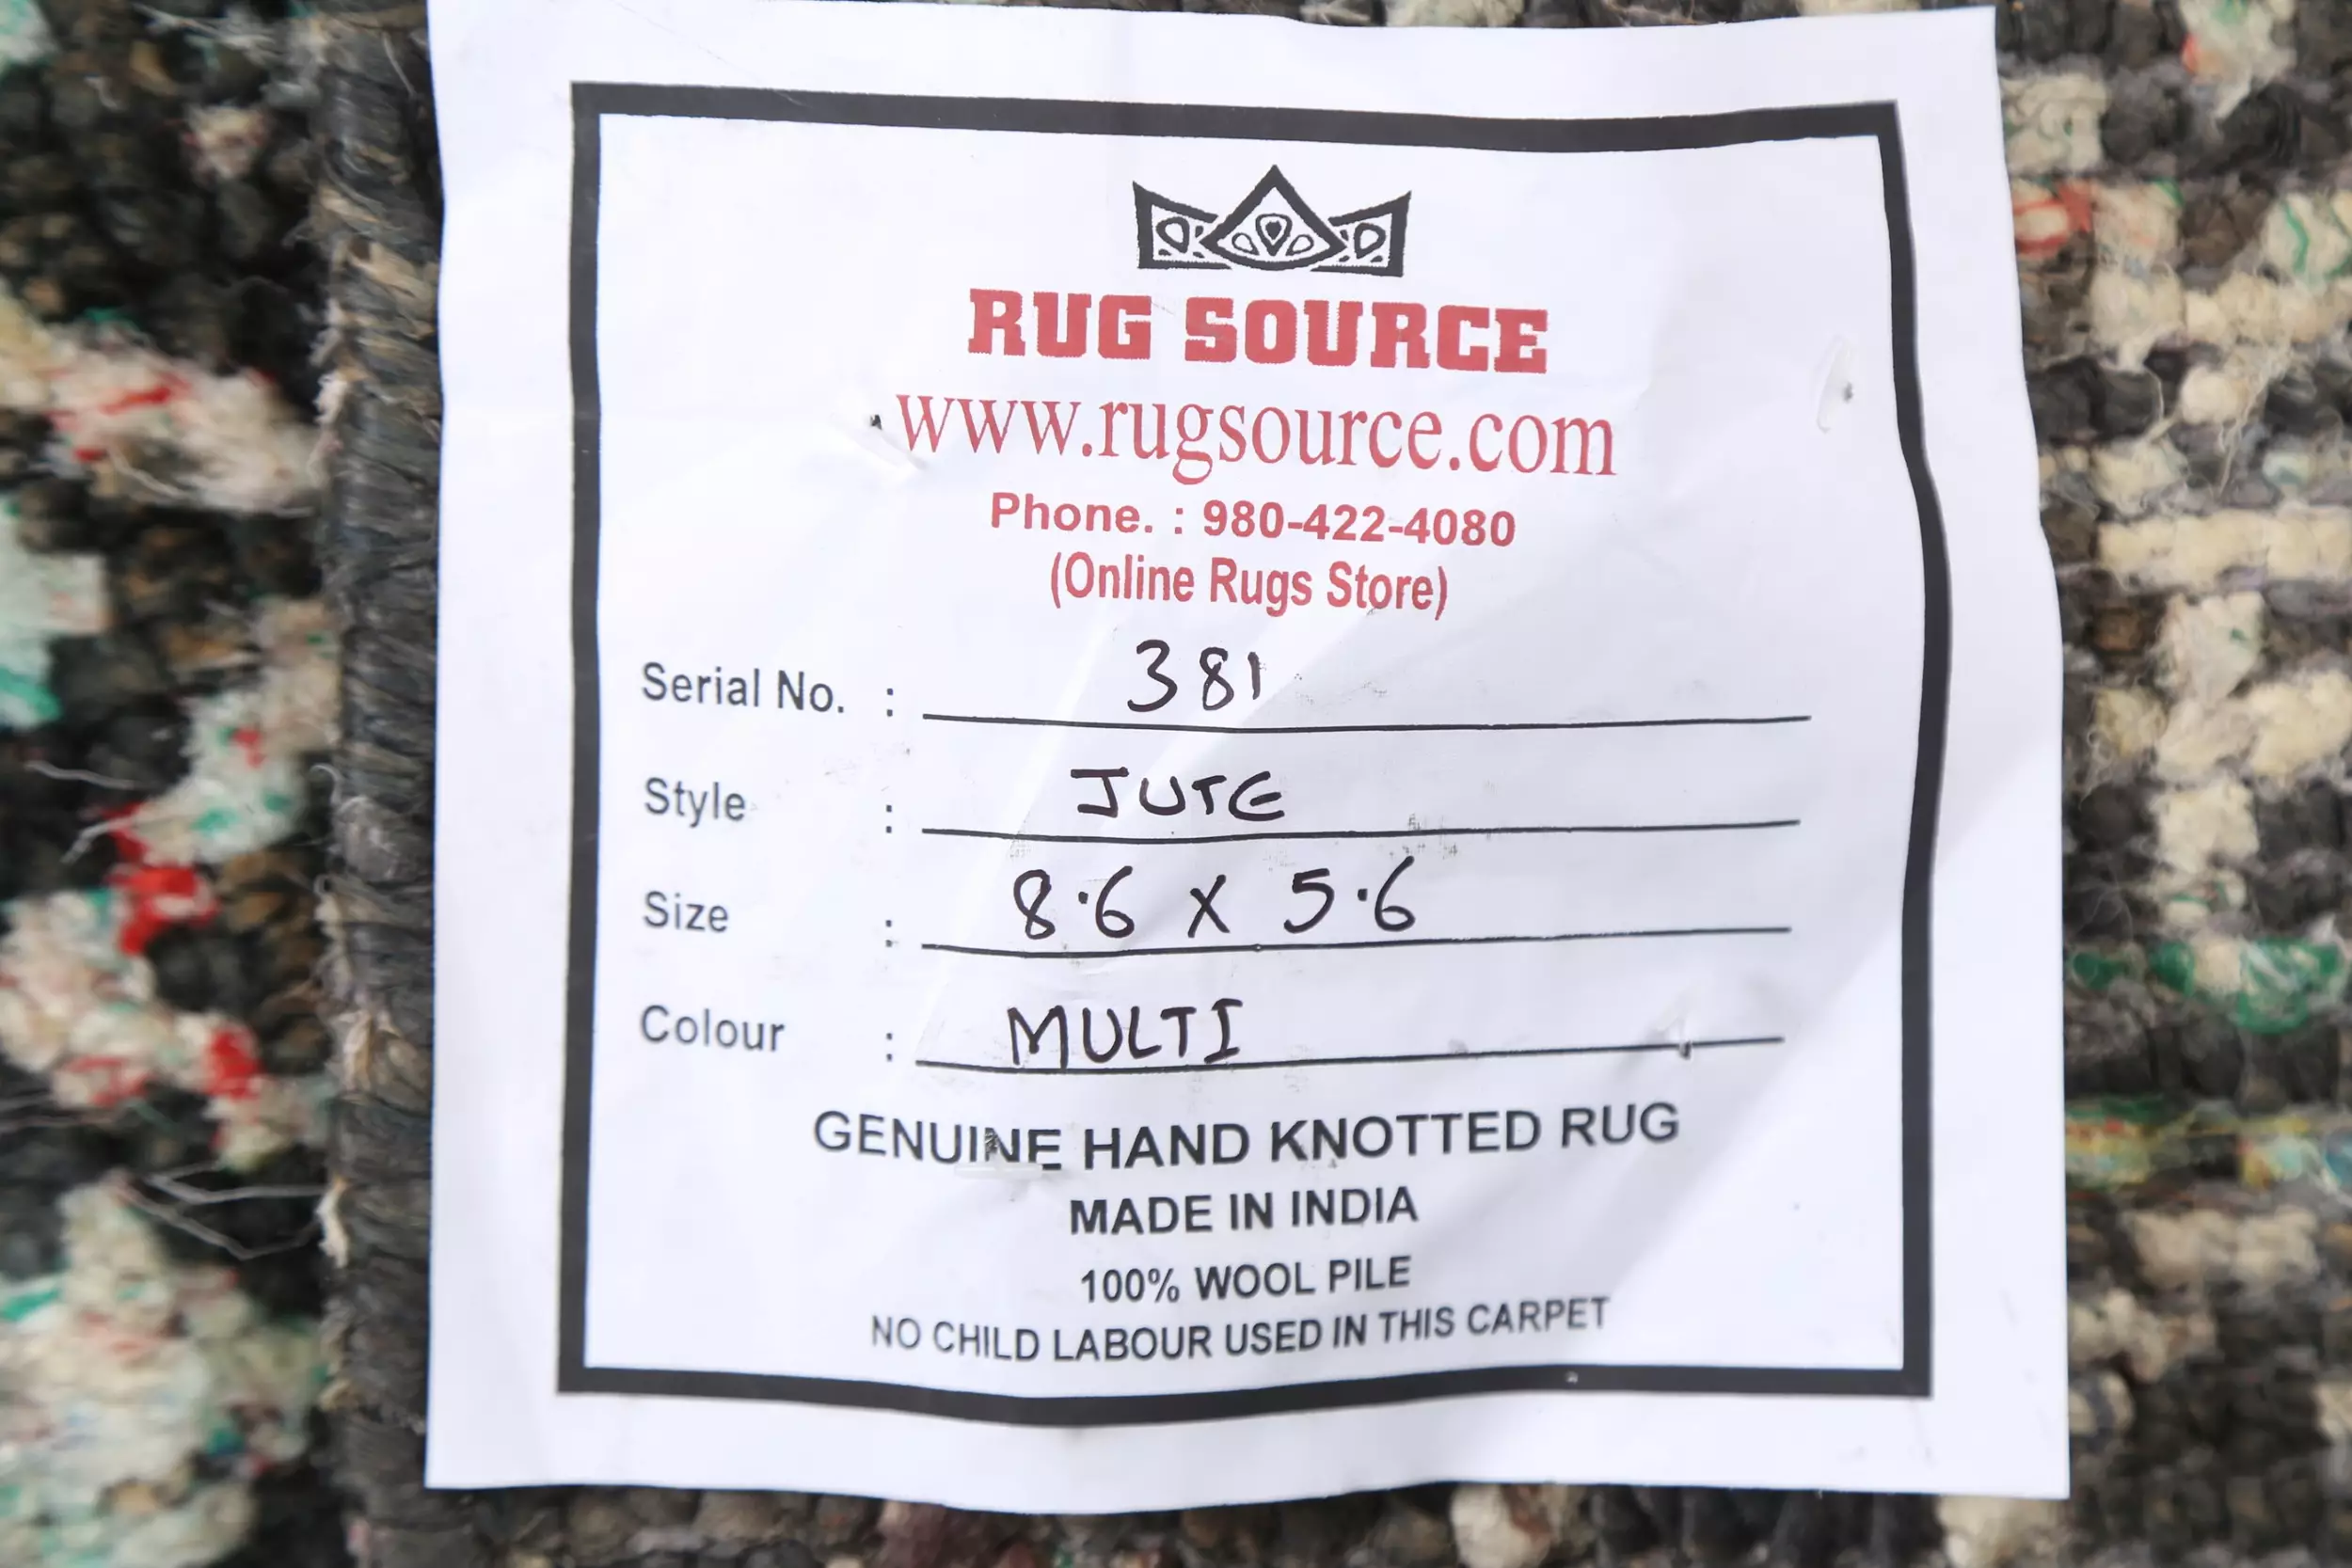 RUG SOURCE
www.rugsource.com
Phone. : 980-422-4080
(Online Rugs Store)
Serial No. : 381
Style : JUTE
Size : 8.6 X 5.6
Colour : MULTI
GENUINE HAND KNOTTED RUG
MADE IN INDIA
100% WOOL PILE
NO CHILD LABOUR USED IN THIS CARPET